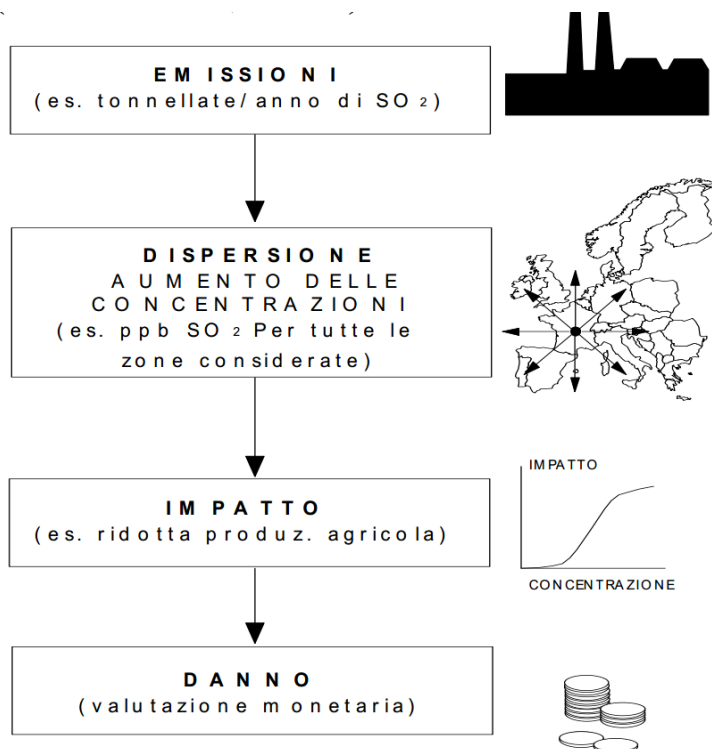 EMISSIONI
(es. tonnellate/anno di SO₂)
DISPERSIONE
AUMENTO DELLE
CONCENTRAZIONI
(es. ppb SO₂ Per tutte le
zone considerate)
IMPATTO
(es. ridotta produz. agricola)
IMPATTO
CONCENTRAZIONE
DANNO
(valutazione monetaria)